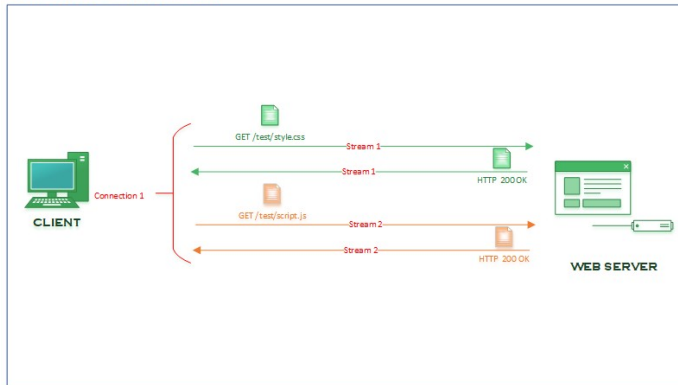 GET /test/style.css
Stream 1
Stream 1
HTTP 200 OK
Connection 1
GET /test/script.js
CLIENT
Stream 2
Stream 2
HTTP 200 OK
WEB SERVER